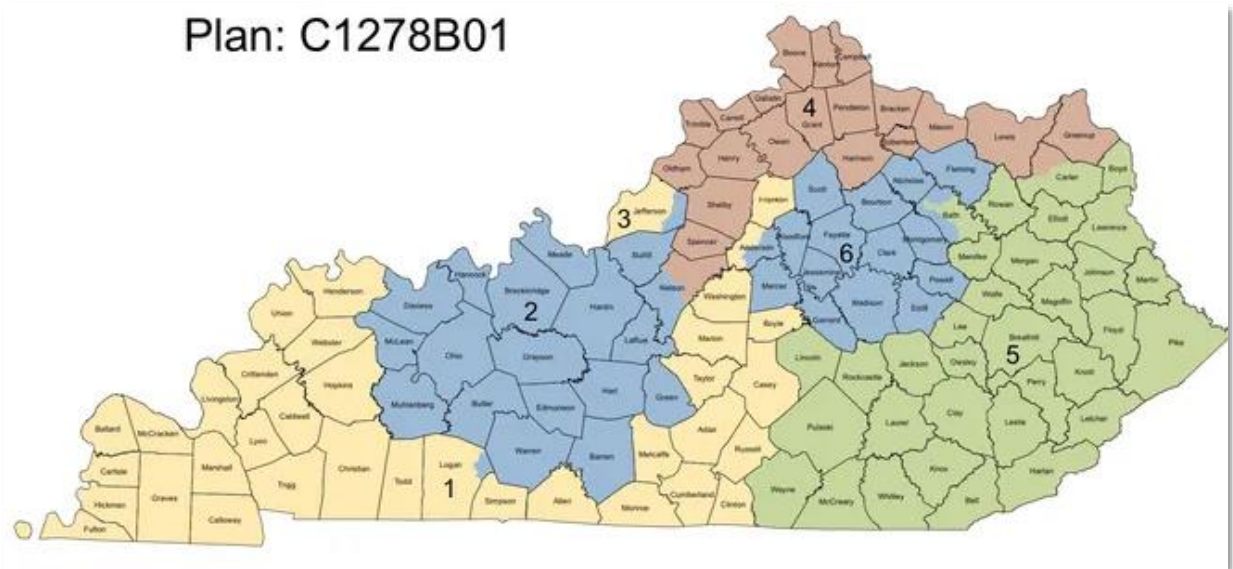 Plan: C1278B01
Boone
Kenton
Campbell
Gallatin
Carroll
Trimble
4
Grant
Pendleton
Bracken
Mason
Lewis
Greenup
Owen
Robertson
Henry
Harrison
Oldham
Shelby
Spencer
Jefferson
3
Franklin
Scott
Nicholas
Fleming
Bourbon
Bath
Rowan
Carter
Boyd
Elliott
Lawrence
Anderson
Woodford
Fayette
6
Clark
Montgomery
Menifee
Morgan
Johnson
Martin
Bullitt
Nelson
Washington
Mercer
Jessamine
Madison
Powell
Estill
Wolfe
Magoffin
Floyd
Pike
Garrard
Boyle
Lincoln
Lee
Breathitt
5
Knott
Meade
Hancock
Breckinridge
2
Hardin
Larue
Daviess
McLean
Ohio
Grayson
Hart
Green
Marion
Taylor
Casey
Rockcastle
Jackson
Owsley
Perry
Letcher
Henderson
Union
Webster
Hopkins
Muhlenberg
Butler
Edmonson
Warren
Barren
Metcalfe
Adair
Russell
Pulaski
Laurel
Clay
Leslie
Harlan
Knox
Bell
Whitley
McCreary
Wayne
Crittenden
Livingston
Caldwell
Lyon
Trigg
Christian
Todd
Logan
1
Simpson
Allen
Monroe
Cumberland
Clinton
Ballard
McCracken
Carlisle
Graves
Marshall
Hickman
Fulton
Calloway